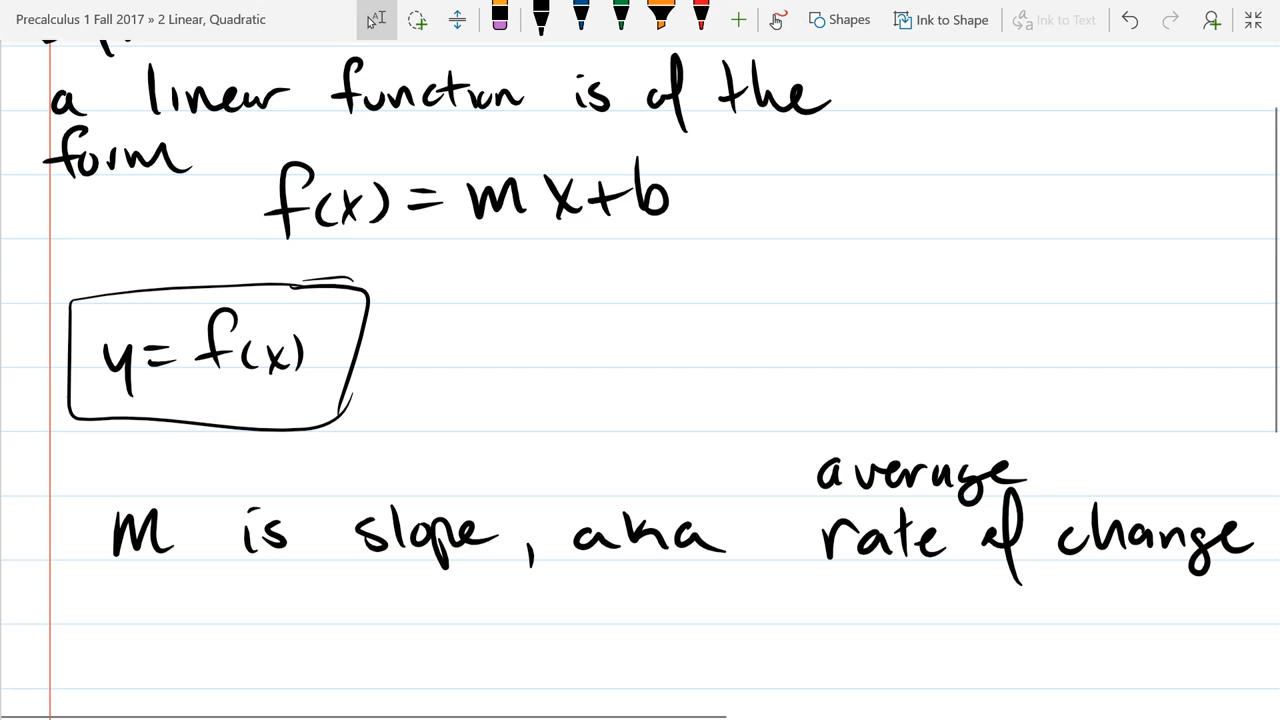 Precalculus 1 Fall 2017 » 2 Linear, Quadratic
Shapes
Ink to Shape
Ink to Text
a linear function is of the
form
f(x) = mx+b
y = f(x)
average
m is slope, aka rate of change